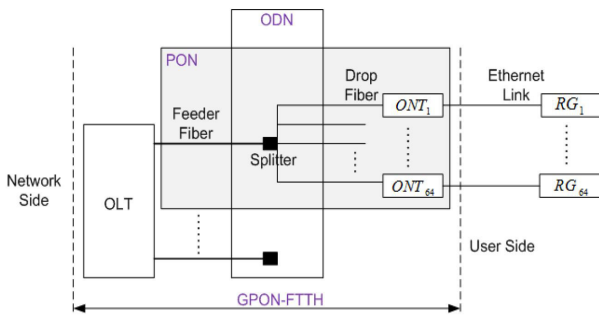 ODN
PON
Drop
Fiber
Ethernet
Link
Feeder
Fiber
ONT1
RG1
Splitter
Network
Side
OLT
ONT64
RG64
User Side
GPON-FTTH